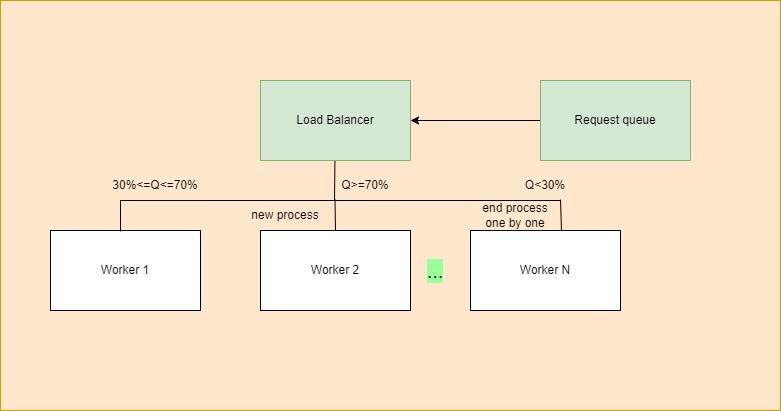 Load Balancer
Request queue
30%<=Q<=70%
Q>=70%
Q<30%
new process
end process
one by one
Worker 1
Worker 2
...
Worker N